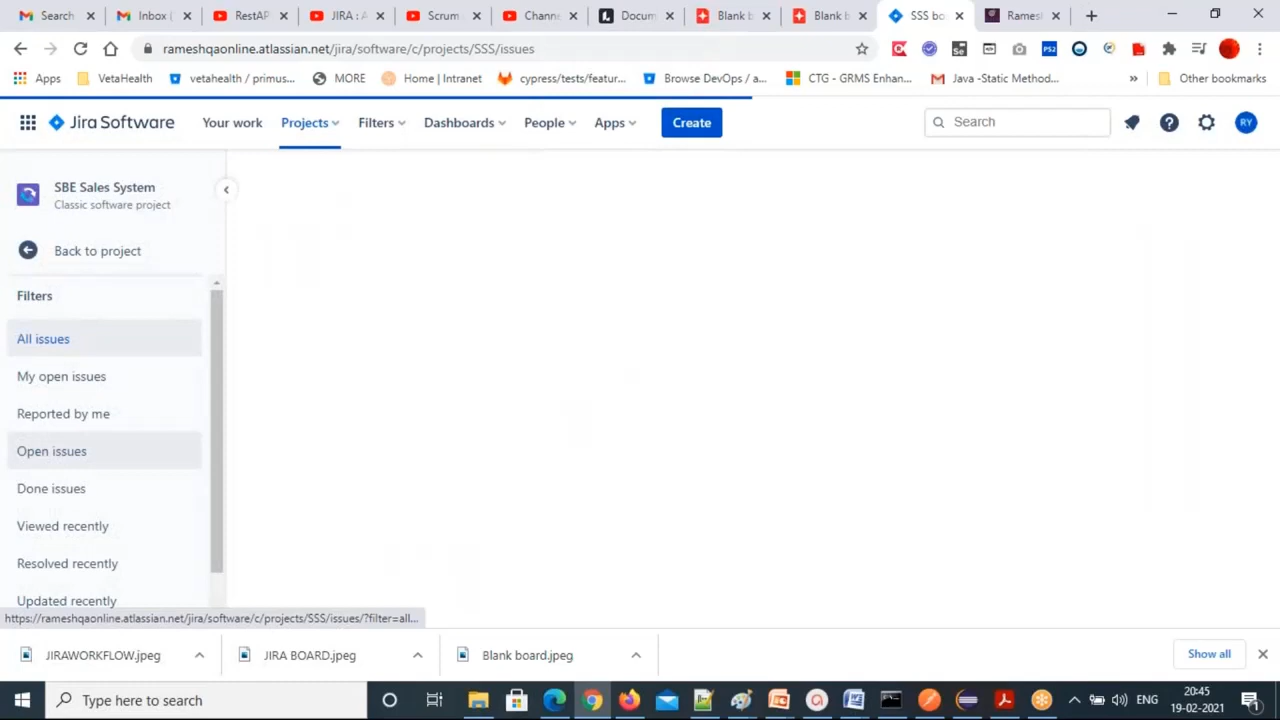 Search
Inbox (
RestAP
JIRA : A
Scrum
Channe
Docum
Blank b
Blank b
SSS bo
Ramesl
rameshqaonline.atlassian.net/jira/software/c/projects/SSS/issues
Apps
VetaHealth
vetahealth / primus...
MORE
Home | Intranet
cypress/tests/featur...
Browse DevOps / a...
CTG - GRMS Enhan...
Java -Static Method...
»
Other bookmarks
Jira Software
Your work
Projects
Filters
Dashboards
People
Apps
Create
Search
RY
SBE Sales System
Classic software project
Back to project
Filters
All issues
My open issues
Reported by me
Open issues
Done issues
Viewed recently
Resolved recently
Updated recently
https://rameshqaonline.atlassian.net/jira/software/c/projects/SSS/issues/?filter=all...
JIRAWORKFLOW.jpeg
JIRA BOARD.jpeg
Blank board.jpeg
Show all
Type here to search
ENG
20:45
19-02-2021